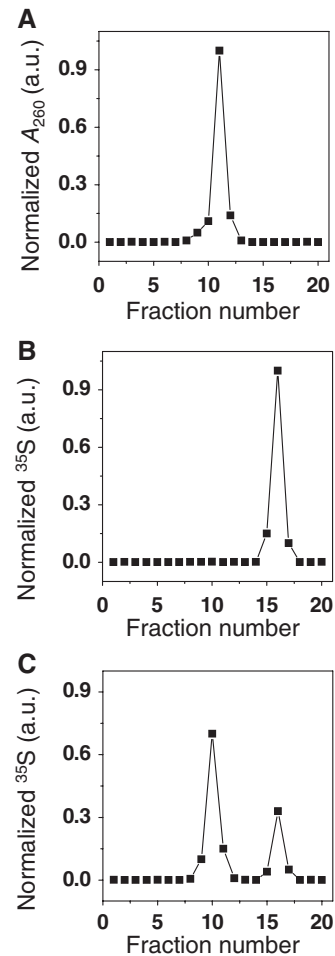 A
Normalized A260 (a.u.)
0.9
0.6
0.3
0.0
0 5 10 15 20
Fraction number
B
Normalized 35S (a.u.)
0.9
0.6
0.3
0.0
0 5 10 15 20
Fraction number
C
Normalized 35S (a.u.)
0.9
0.6
0.3
0.0
0 5 10 15 20
Fraction number